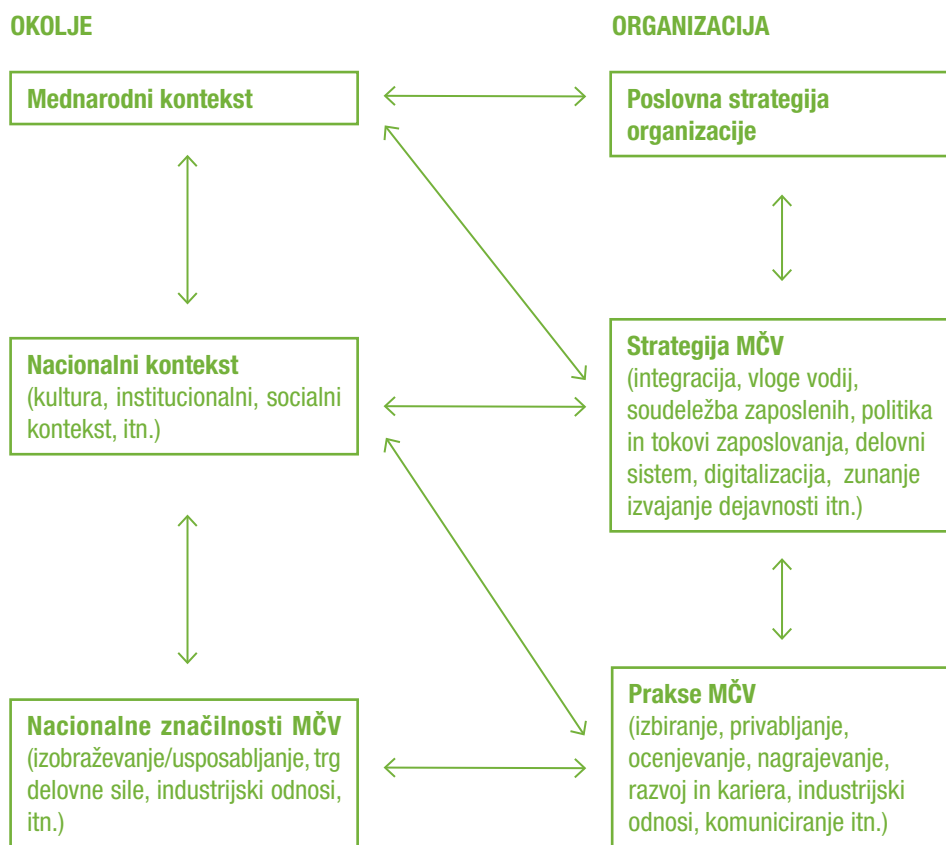 OKOLJE
Mednarodni kontekst
Nacionalni kontekst
(kultura, institucionalni, socialni
kontekst, itn.)
Nacionalne značilnosti MČV
(izobraževanje/usposabljanje, trg
delovne sile, industrijski odnosi,
itn.)
ORGANIZACIJA
Poslovna strategija
organizacije
Strategija MČV
(integracija, vloge vodij,
soudeležba zaposlenih, politika
in tokovi zaposlovanja, delovni
sistem, digitalizacija, zunanje
izvajanje dejavnosti itn.)
Prakse MČV
(izbiranje, privabljanje,
ocenjevanje, nagrajevanje,
razvoj in kariera, industrijski
odnosi, komuniciranje itn.)